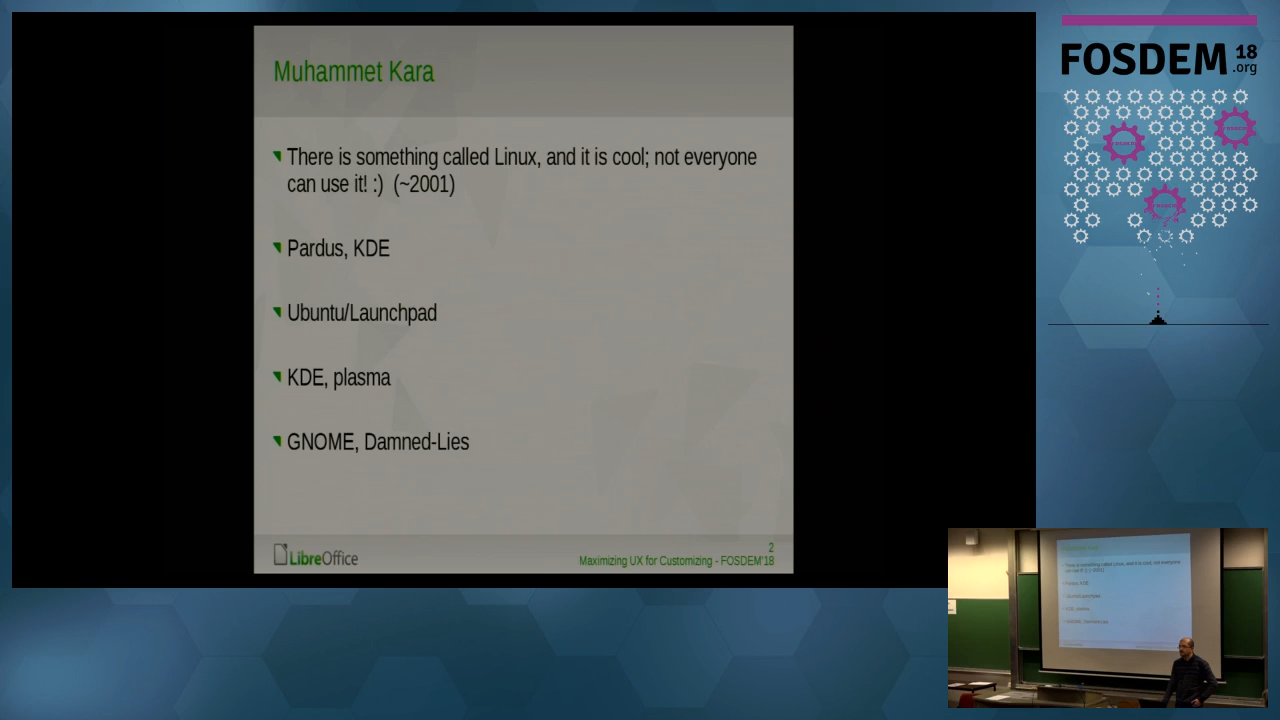 Muhammet Kara
There is something called Linux, and it is cool; not everyone
can use it! :) (~2001)
Pardus, KDE
Ubuntu/Launchpad
KDE, plasma
GNOME, Damned-Lies
LibreOffice
2
Maximizing UX for Customizing - FOSDEM'18
FOSDEM 18
.org